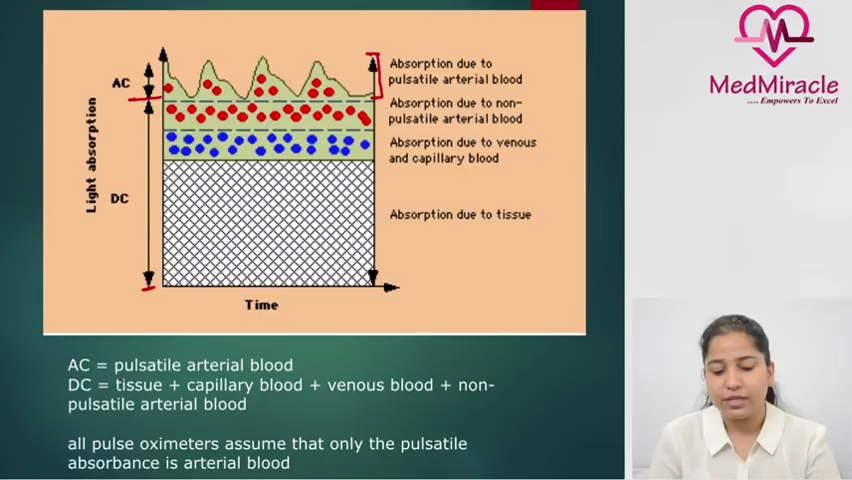 AC
Light absorption
DC
Time
Absorption due to
pulsatile arterial blood
Absorption due to non-
pulsatile arterial blood
Absorption due to venous
and capillary blood
Absorption due to tissue
AC = pulsatile arterial blood
DC = tissue + capillary blood + venous blood + non-
pulsatile arterial blood
all pulse oximeters assume that only the pulsatile
absorbance is arterial blood
MedMiracle
.... Empowers To Excel